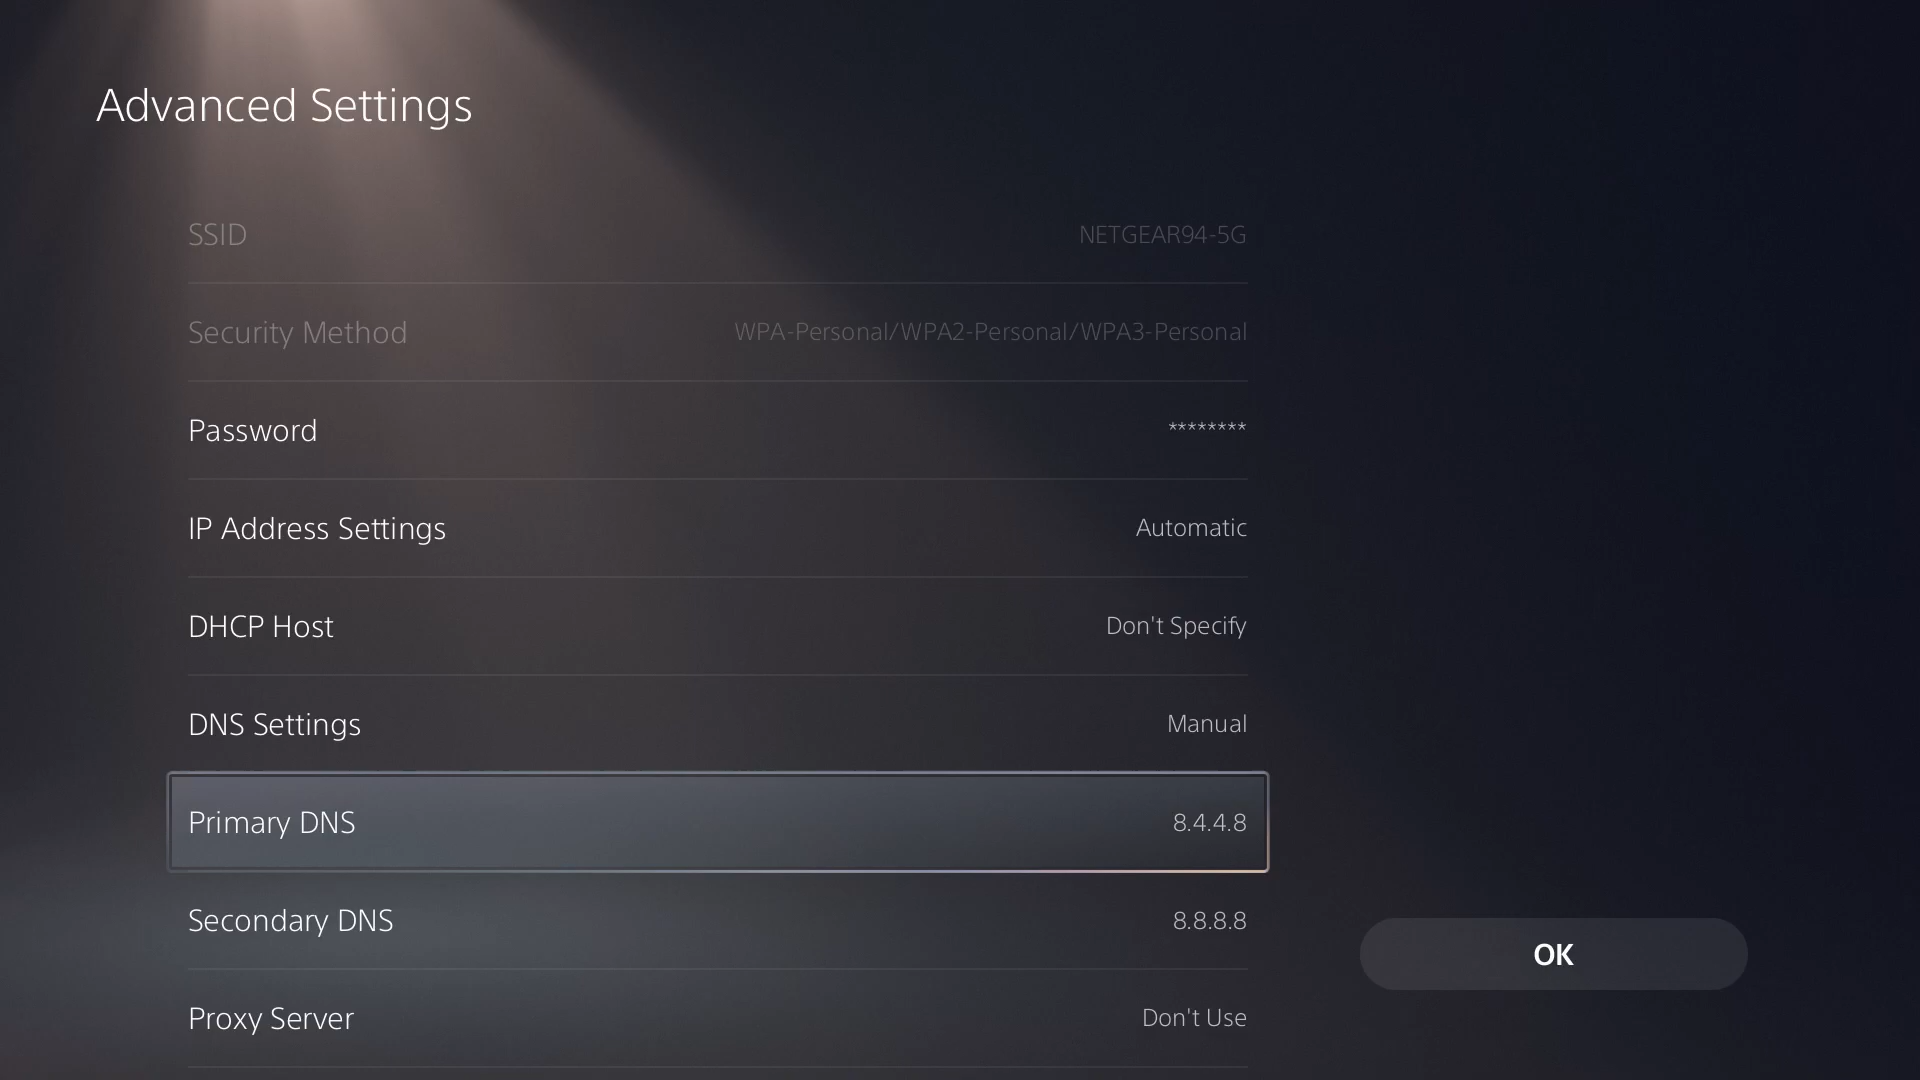 Advanced Settings
SSID NETGEAR94-5G
Security Method WPA-Personal/WPA2-Personal/WPA3-Personal
Password ********
IP Address Settings Automatic
DHCP Host Don't Specify
DNS Settings Manual
Primary DNS 8.4.4.8
Secondary DNS 8.8.8.8
OK
Proxy Server Don't Use